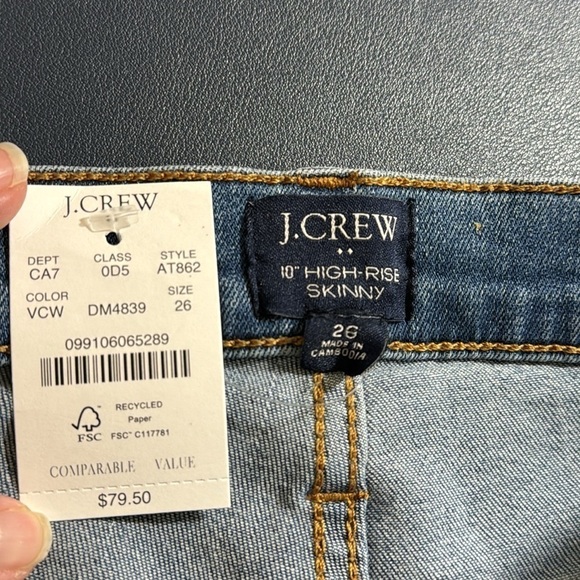 J.CREW
DEPT CLASS STYLE
CA7 0D5 AT862
COLOR SIZE
VCW DM4839 26
099106065289
RECYCLED
Paper
FSC FSC™ C117781
COMPARABLE VALUE
$79.50
J.CREW
10" HIGH-RISE
SKINNY
26
MADE IN
CAMBODIA